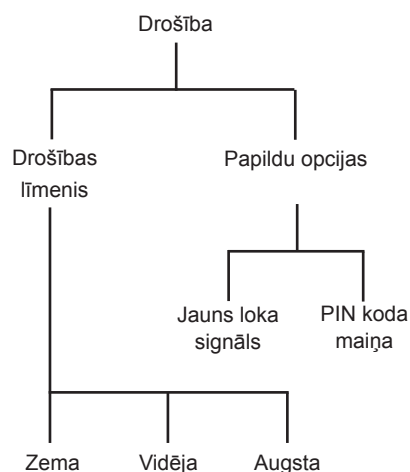 Drošība
Drošības
līmenis
Papildu opcijas
Jauns loka
signāls
PIN koda
maiņa
Zema
Vidēja
Augsta